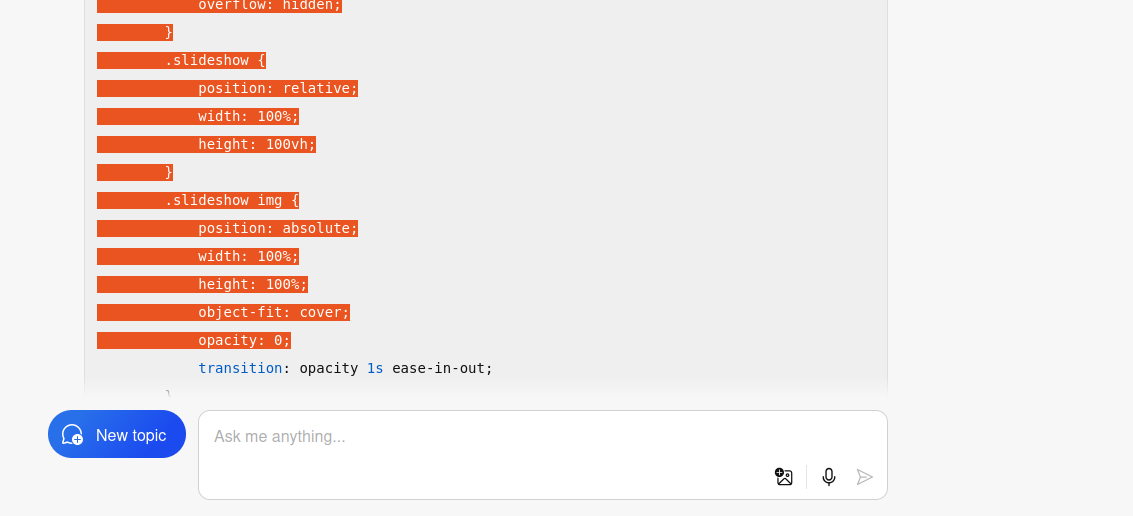 overflow: hidden;
}
.slideshow {
position: relative;
width: 100%;
height: 100vh;
}
.slideshow img {
position: absolute;
width: 100%;
height: 100%;
object-fit: cover;
opacity: 0;
transition: opacity 1s ease-in-out;
}
New topic
Ask me anything...